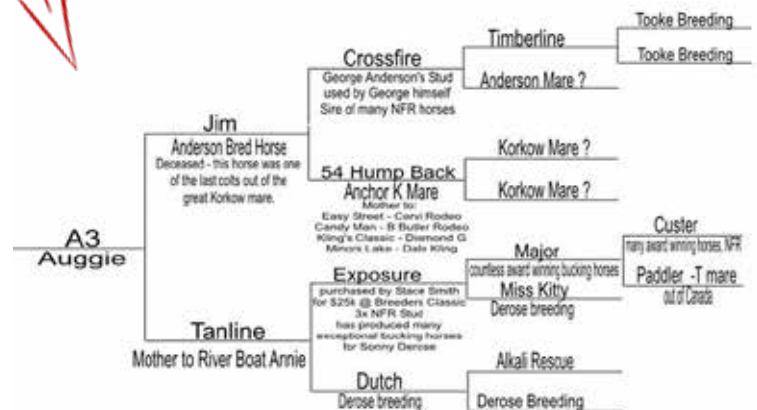 Tooke Breeding
Timberline
Tooke Breeding
Crossfire
George Anderson's Stud
used by George himself
Sire of many NFR horses
Anderson Mare ?
Jim
Anderson Bred Horse
Deceased - this horse was one
of the last colts out of the
great Korkow mare.
Korkow Mare ?
54 Hump Back
Anchor K Mare
Mother to:
Easy Street - Carvi Rodeo
Candy Man - B Butler Rodeo
Kling's Classic - Diamond G
Minors Lake - Dale Kling
Korkow Mare ?
A3
Auggie
Custer
many award winning horses, NFR
Major
countless award winning bucking horses
Paddler -T mare
out of Canada
Exposure
purchased by Stace Smith
for $25k @ Breeders Classic
3x NFR Stud
has produced many
exceptional bucking horses
for Sonny Derose
Miss Kitty
Derose breeding
Tanline
Mother to River Boat Annie
Alkali Rescue
Dutch
Derose breeding
Derose Breeding